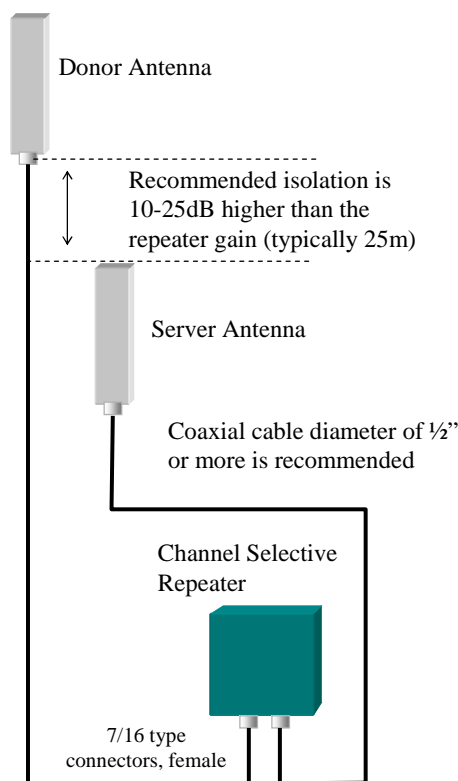 Donor Antenna
Recommended isolation is
10-25dB higher than the
repeater gain (typically 25m)
Server Antenna
Coaxial cable diameter of ½”
or more is recommended
Channel Selective
Repeater
7/16 type
connectors, female